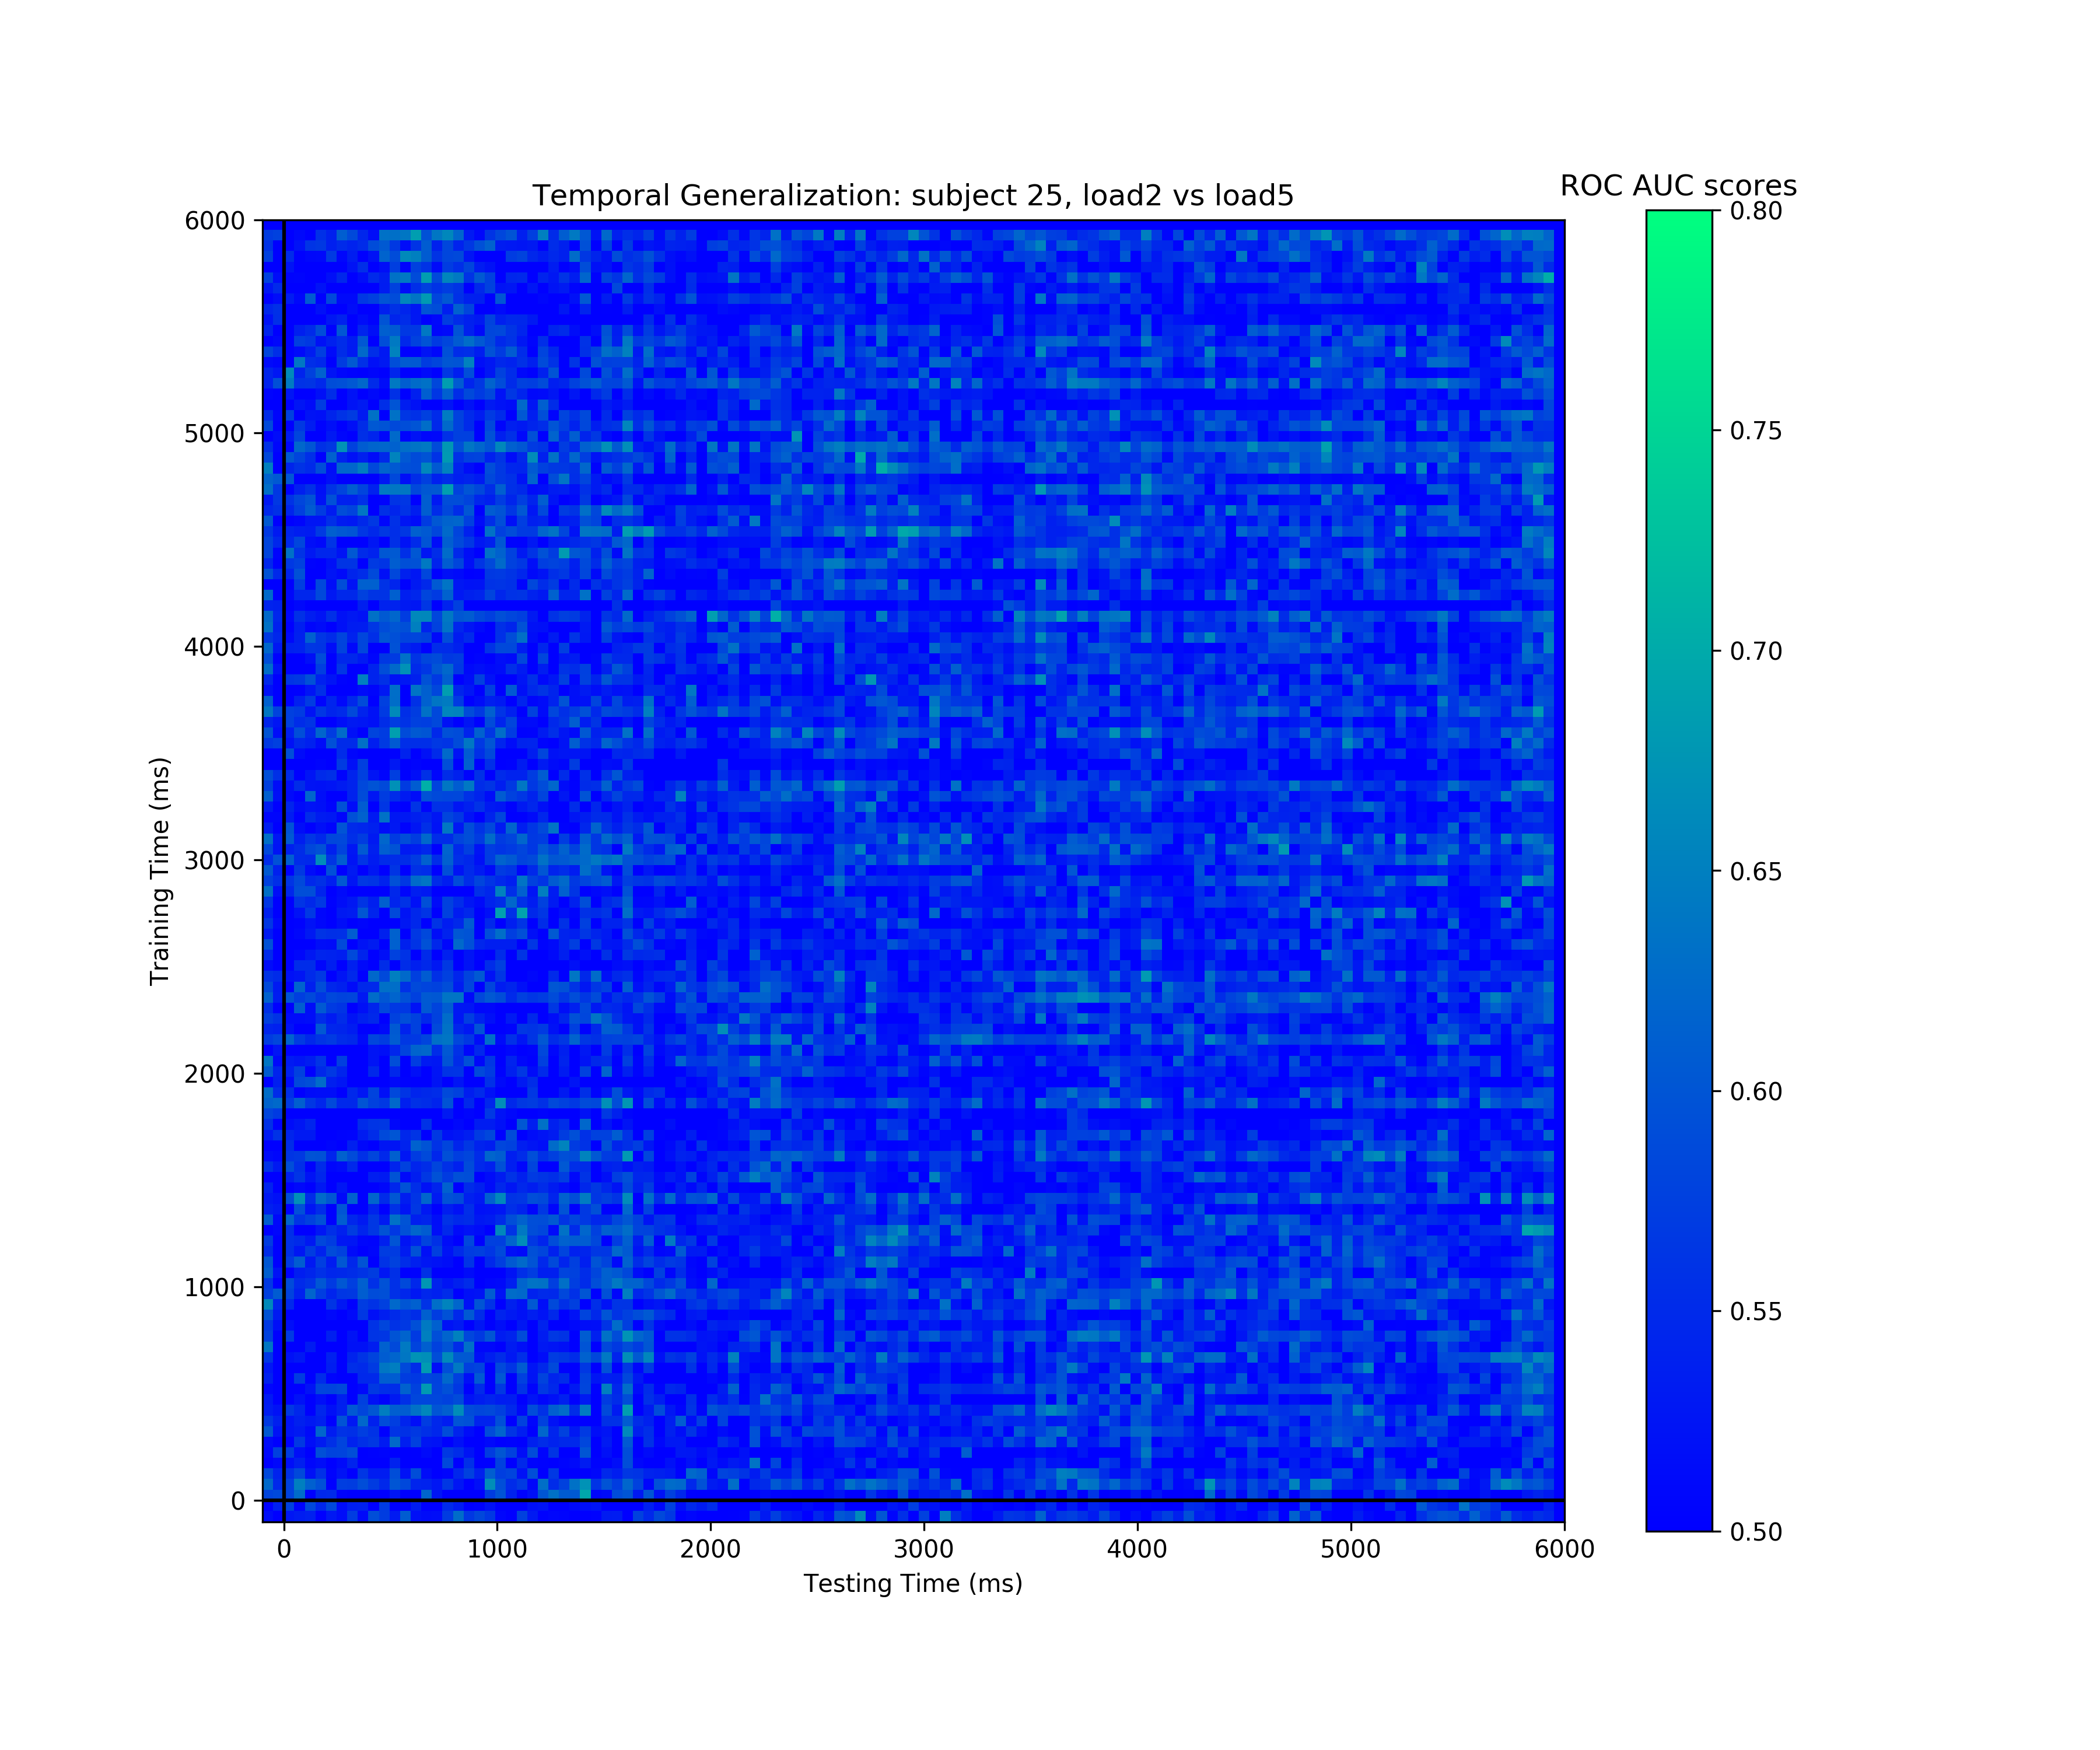 Temporal Generalization: subject 25, load2 vs load5
ROC AUC scores
6000
5000
4000
3000
2000
1000
0
Training Time (ms)
0 1000 2000 3000 4000 5000 6000
Testing Time (ms)
0.80
0.75
0.70
0.65
0.60
0.55
0.50